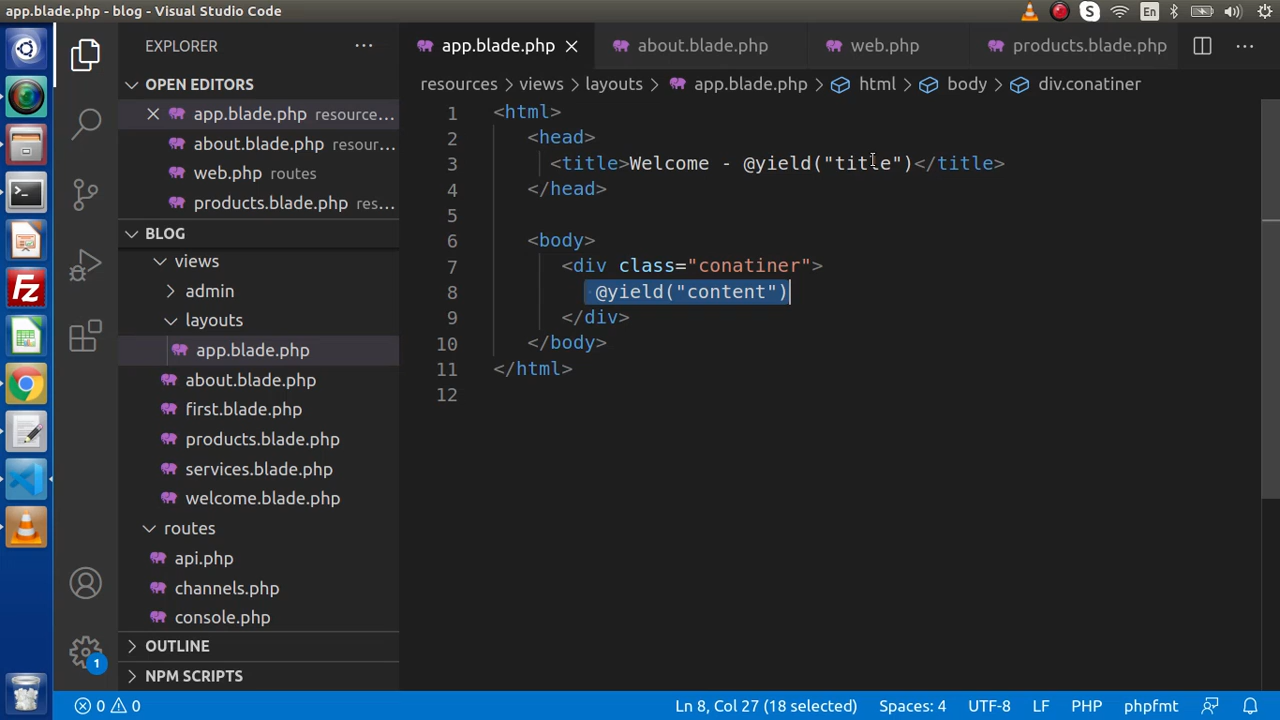 app.blade.php - blog - Visual Studio Code
En
EXPLORER
OPEN EDITORS
app.blade.php resource...
about.blade.php resour...
web.php routes
products.blade.php res...
BLOG
views
admin
layouts
app.blade.php
about.blade.php
first.blade.php
products.blade.php
services.blade.php
welcome.blade.php
routes
api.php
channels.php
console.php
OUTLINE
NPM SCRIPTS
1
app.blade.php
about.blade.php
web.php
products.blade.php
resources > views > layouts > app.blade.php > html > body > div.conatiner
1 <html>
2 <head>
3 <title>Welcome - @yield("title")</title>
4 </head>
5
6 <body>
7 <div class="conatiner">
8 @yield("content")
9 </div>
10 </body>
11 </html>
12
0 0 Ln 8, Col 27 (18 selected) Spaces: 4 UTF-8 LF PHP phpfmt